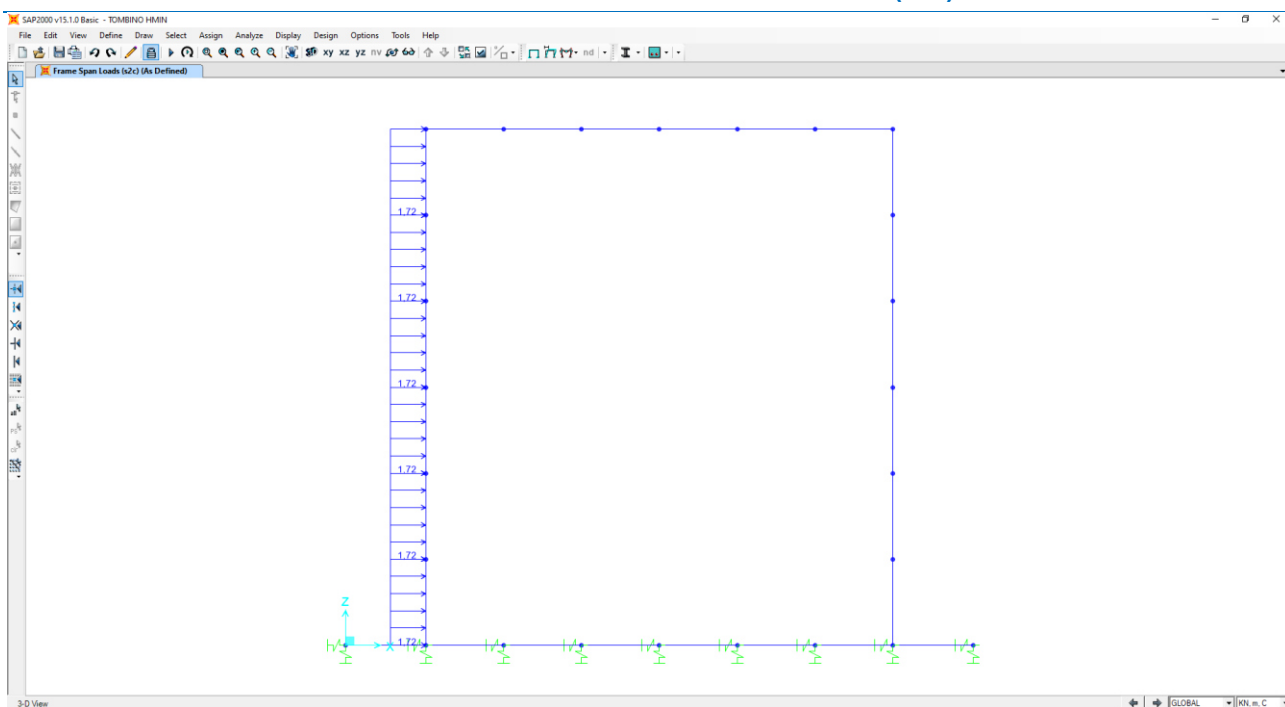 SAP2000 v15.1.0 Basic - TOMBINO HMIN
File Edit View Define Draw Select Assign Analyze Display Design Options Tools Help
xy xz yz nv nd
Frame Span Loads (s2c) (As Defined)
1,72
1,72
1,72
1,72
1,72
Z
1,72
X
3-D View
GLOBAL
KN, m, C